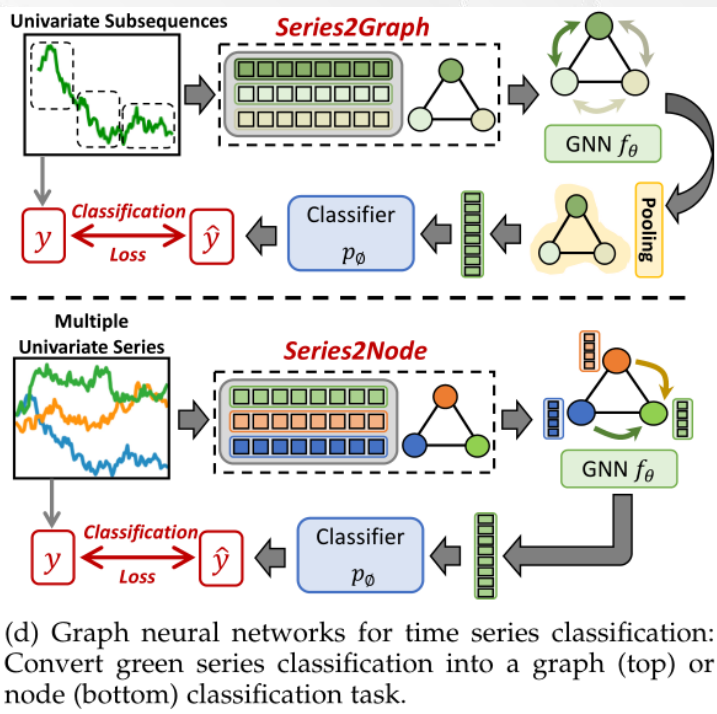 Univariate Subsequences
Series2Graph
GNN fθ
Pooling
Classifier
pø
ŷ
Classification
Loss
y
Multiple
Univariate Series
Series2Node
GNN fθ
Classifier
pø
ŷ
Classification
Loss
y
(d) Graph neural networks for time series classification:
Convert green series classification into a graph (top) or
node (bottom) classification task.